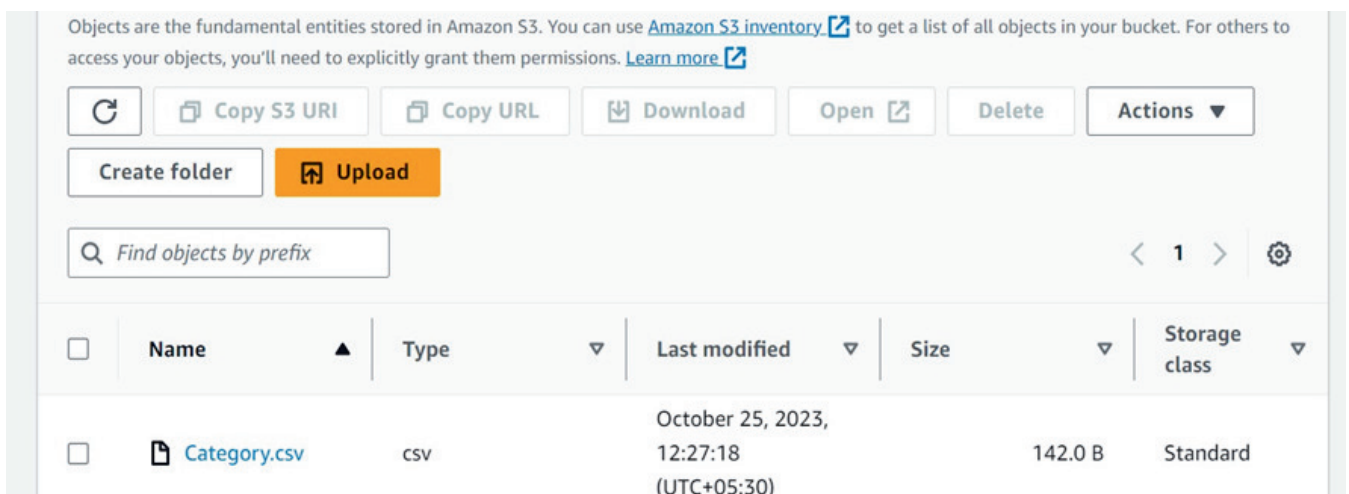 Objects are the fundamental entities stored in Amazon S3. You can use Amazon S3 inventory to get a list of all objects in your bucket. For others to
access your objects, you'll need to explicitly grant them permissions. Learn more
Copy S3 URI Copy URL Download Open Delete Actions
Create folder Upload
Find objects by prefix 1
Name Type Last modified Size Storage
class
October 25, 2023,
Category.csv csv 12:27:18 142.0 B Standard
(UTC+05:30)